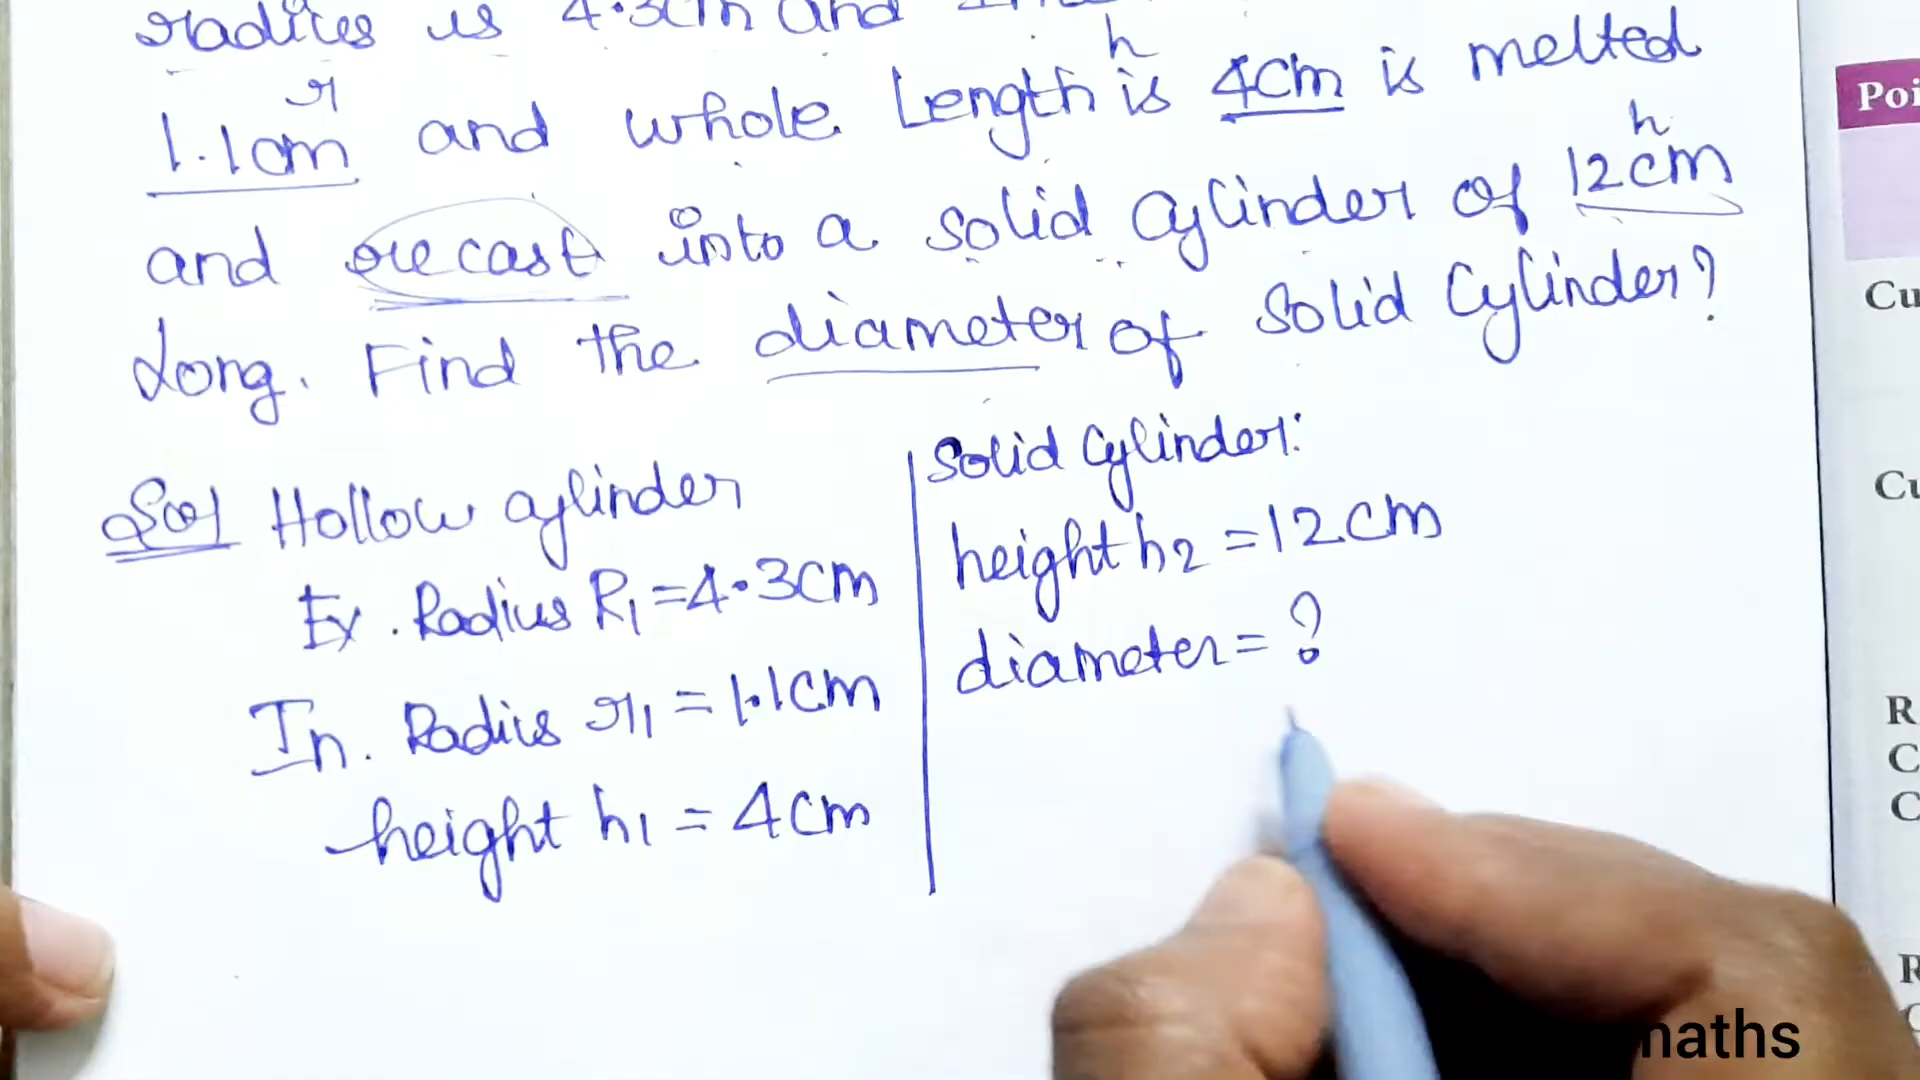 radius is 4.3cm and
h
r
1.1cm and whole Length is 4cm is melted
h
and recast into a solid cylinder of 12cm
Long. Find the diameter of Solid Cylinder?
Sol Hollow cylinder
Ex. Radius R1 = 4.3cm
In. Radius r1 = 1.1cm
height h1 = 4cm
Solid Cylinder:
height h2 = 12cm
diameter = ?
Poi
Cu
Cu
R
C
C
R
naths